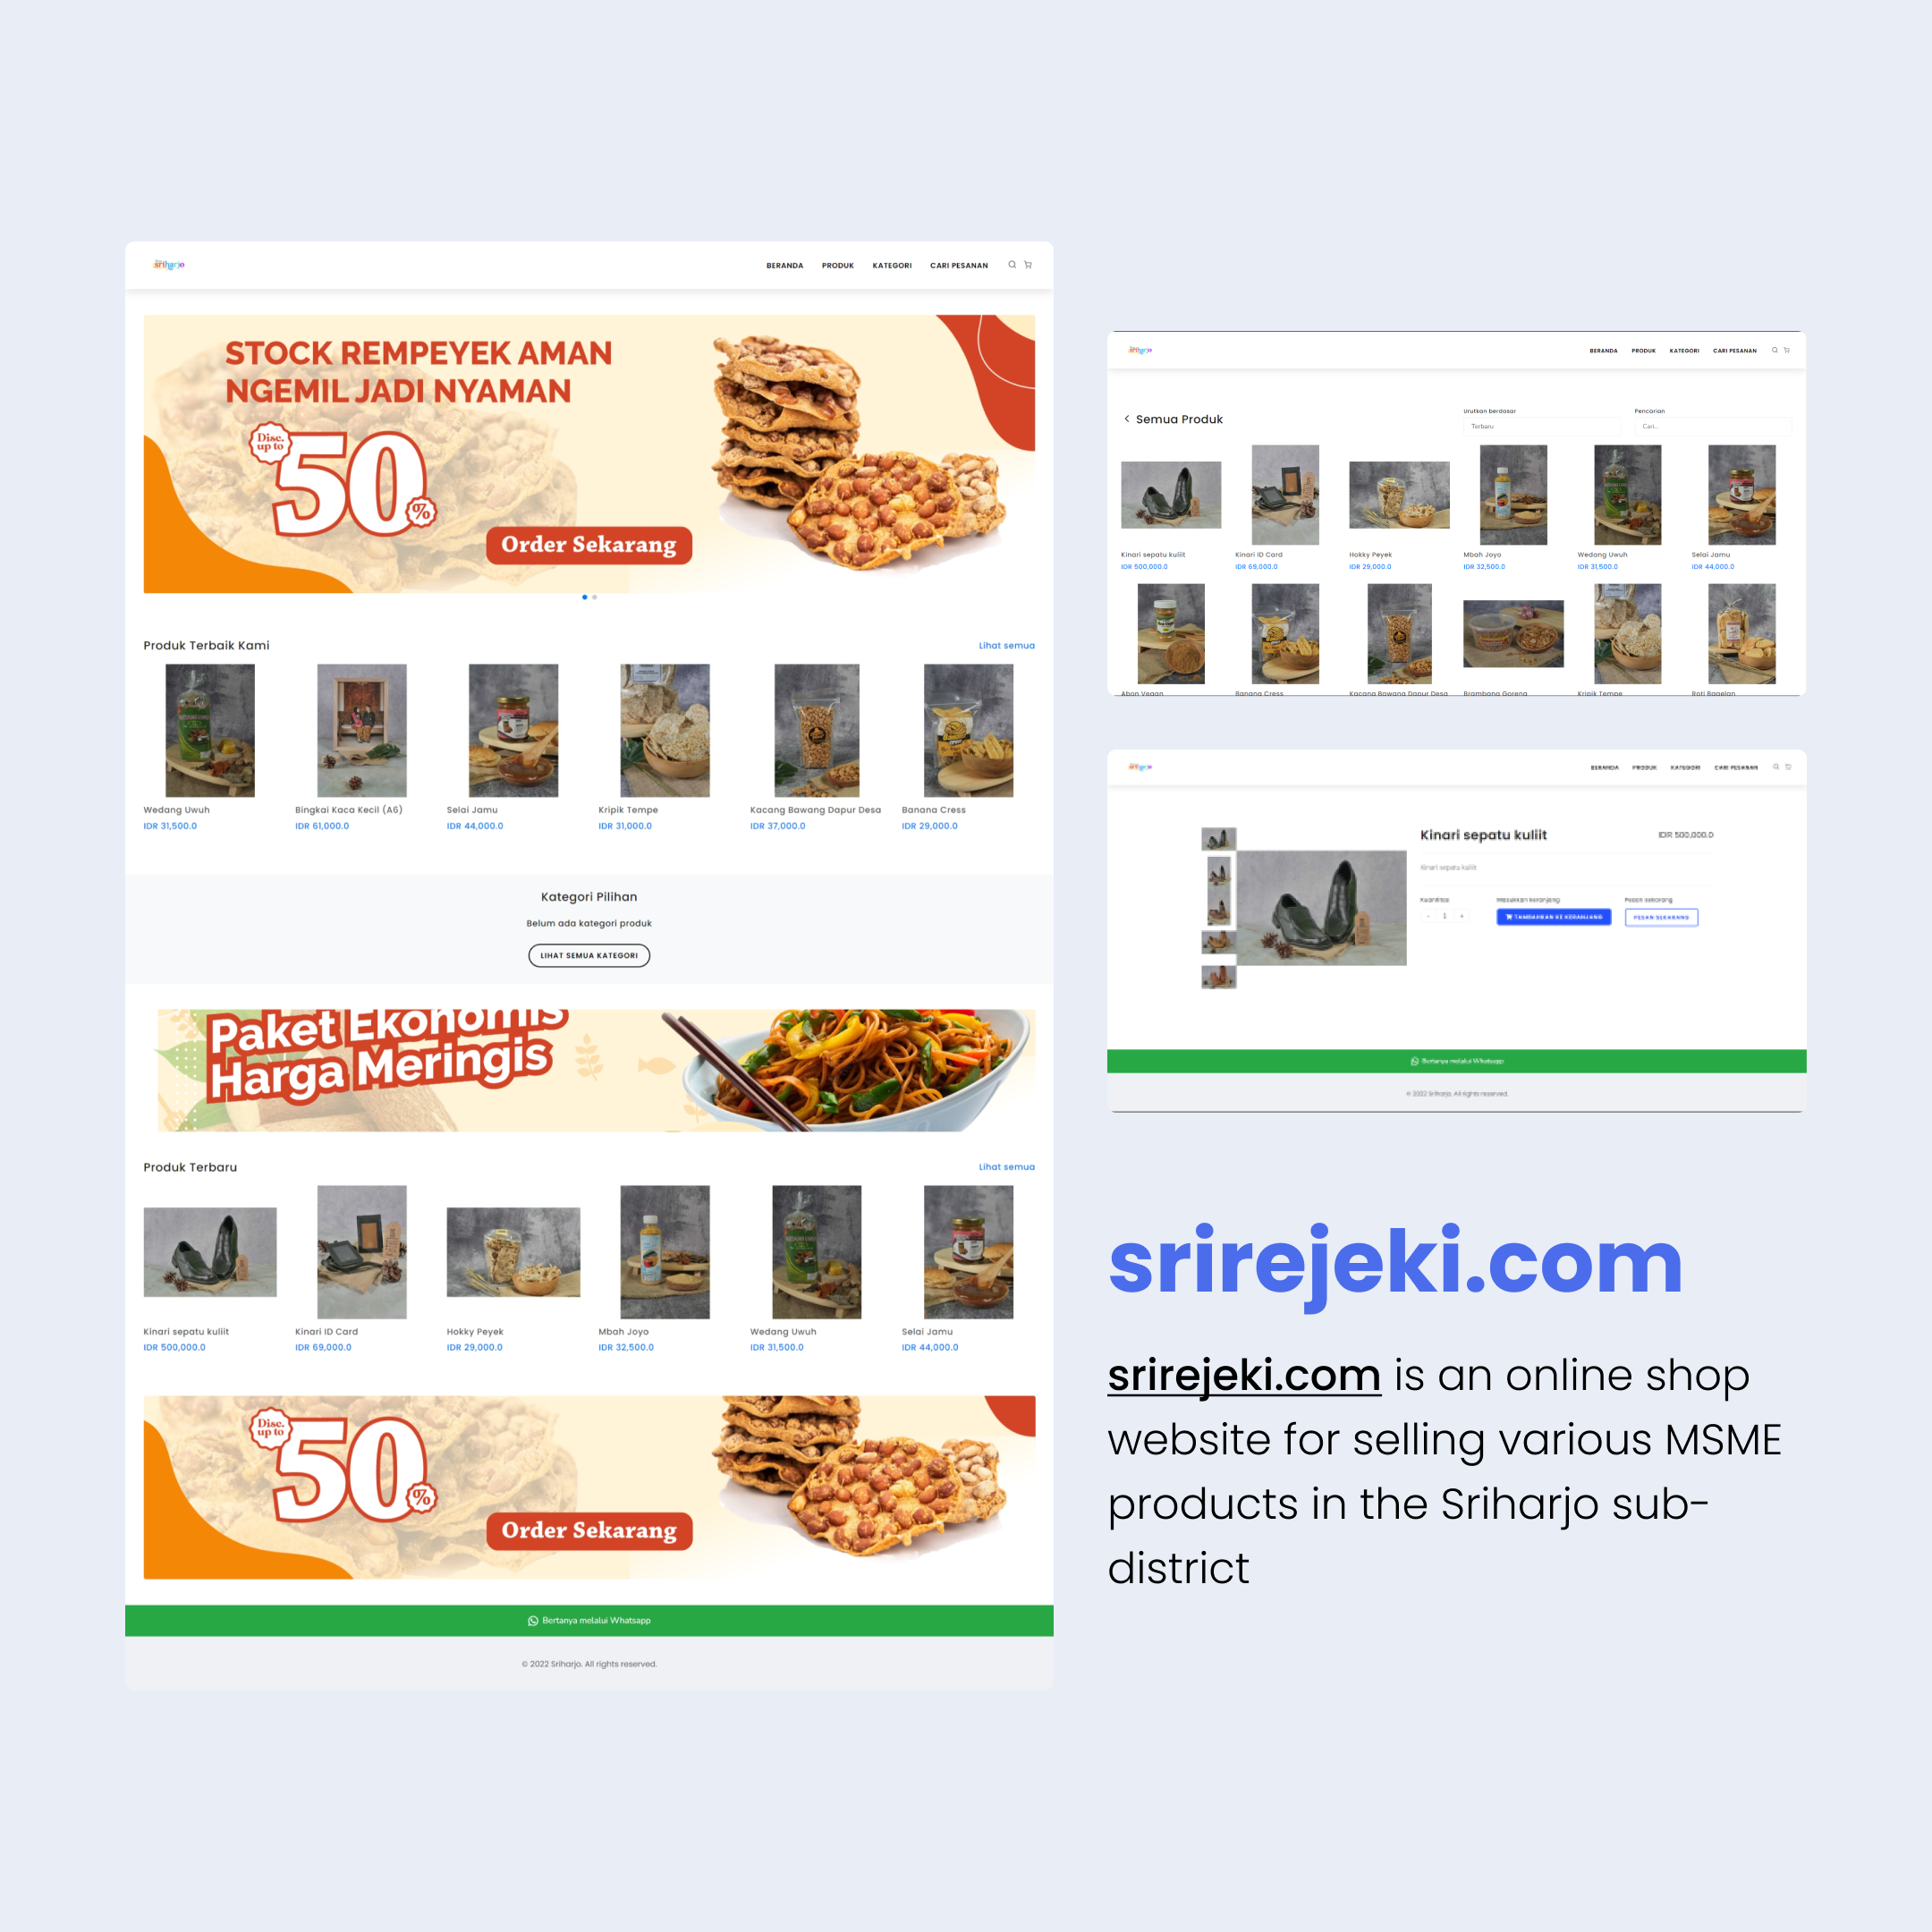 sriharjo
BERANDA PRODUK KATEGORI CARI PESANAN
STOCK REMPEYEK AMAN
NGEMIL JADI NYAMAN
Disc.
up to
50
%
Order Sekarang
Produk Terbaik Kami Lihat semua
Wedang Uwuh Bingkai Kaca Kecil (A6) Selai Jamu Kripik Tempe Kacang Bawang Dapur Desa Banana Cress
IDR 31,500.0 IDR 61,000.0 IDR 44,000.0 IDR 31,000.0 IDR 37,000.0 IDR 29,000.0
Kategori Pilihan
Belum ada kategori produk
LIHAT SEMUA KATEGORI
Paket Ekonomis
Harga Meringis
Produk Terbaru Lihat semua
Kinari sepatu kuliit Kinari ID Card Hokky Peyek Mbah Joyo Wedang Uwuh Selai Jamu
IDR 500,000.0 IDR 69,000.0 IDR 29,000.0 IDR 32,500.0 IDR 31,500.0 IDR 44,000.0
Disc.
up to
50
%
Order Sekarang
Bertanya melalui Whatsapp
© 2022 Sriharjo. All rights reserved.
sriharjo
BERANDA PRODUK KATEGORI CARI PESANAN
Semua Produk
Urutkan berdasar Pencarian
Terbaru Cari...
Kinari sepatu kuliit Kinari ID Card Hokky Peyek Mbah Joyo Wedang Uwuh Selai Jamu
IDR 500,000.0 IDR 69,000.0 IDR 29,000.0 IDR 32,500.0 IDR 31,500.0 IDR 44,000.0
Abon Vegan Banana Cress Kacang Bawang Dapur Desa Brambang Goreng Kripik Tempe Roti Bagelan
sriharjo
BERANDA PRODUK KATEGORI CARI PESANAN
Kinari sepatu kuliit IDR 500,000.0
Kinari sepatu kuliit
Kuantitas Masukkan keranjang Pesan sekarang
- 1 + TAMBAHKAN KE KERANJANG PESAN SEKARANG
Bertanya melalui Whatsapp
© 2022 Sriharjo. All rights reserved.
srirejeki.com
srirejeki.com is an online shop
website for selling various MSME
products in the Sriharjo sub-
district